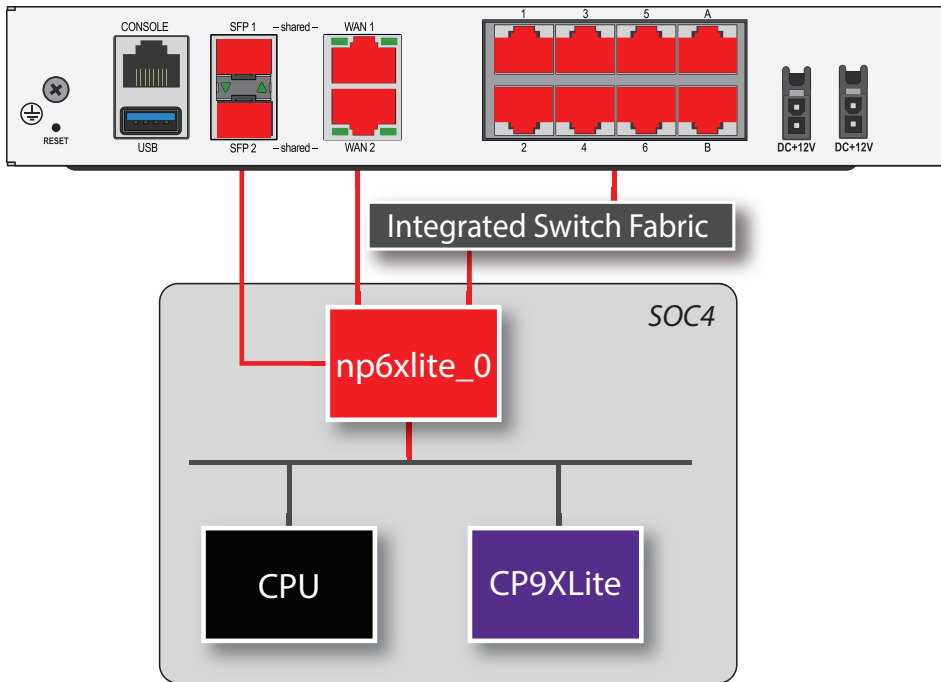 CONSOLE SFP 1 – shared – WAN 1 1 3 5 A
RESET
USB SFP 2 – shared – WAN 2 2 4 6 B DC+12V DC+12V
Integrated Switch Fabric
SOC4
np6xlite_0
CPU CP9XLite